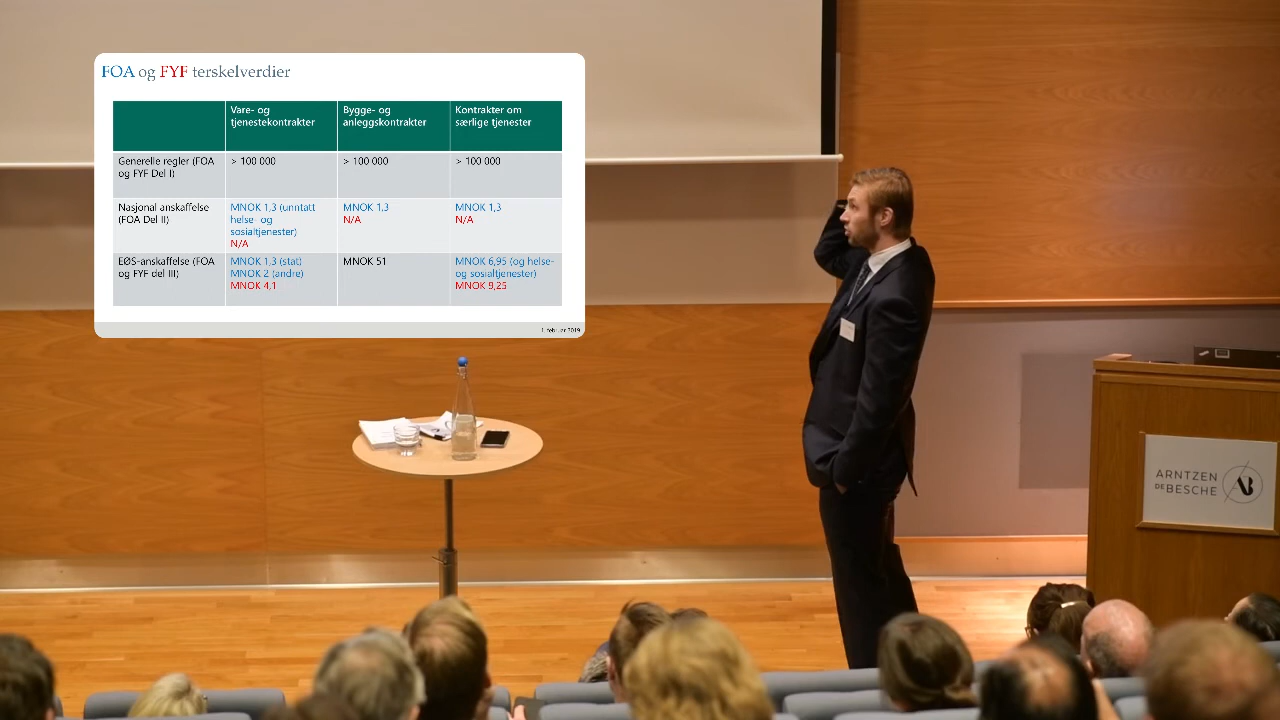 FOA og FYF terskelverdier
Vare- og
tjenestekontrakter
Bygge- og
anleggskontrakter
Kontrakter om
særlige tjenester
Generelle regler (FOA
og FYF Del I)
> 100 000
> 100 000
> 100 000
Nasjonal anskaffelse
(FOA Del II)
MNOK 1,3 (unntatt
helse- og
sosialtjenester)
N/A
MNOK 1,3
N/A
MNOK 1,3
N/A
EØS-anskaffelse (FOA
og FYF del III)
MNOK 1,3 (stat)
MNOK 2 (andre)
MNOK 4,1
MNOK 51
MNOK 6,95 (og helse-
og sosialtjenester)
MNOK 9,25
1. februar 2019
ARNTZEN
DE BESCHE